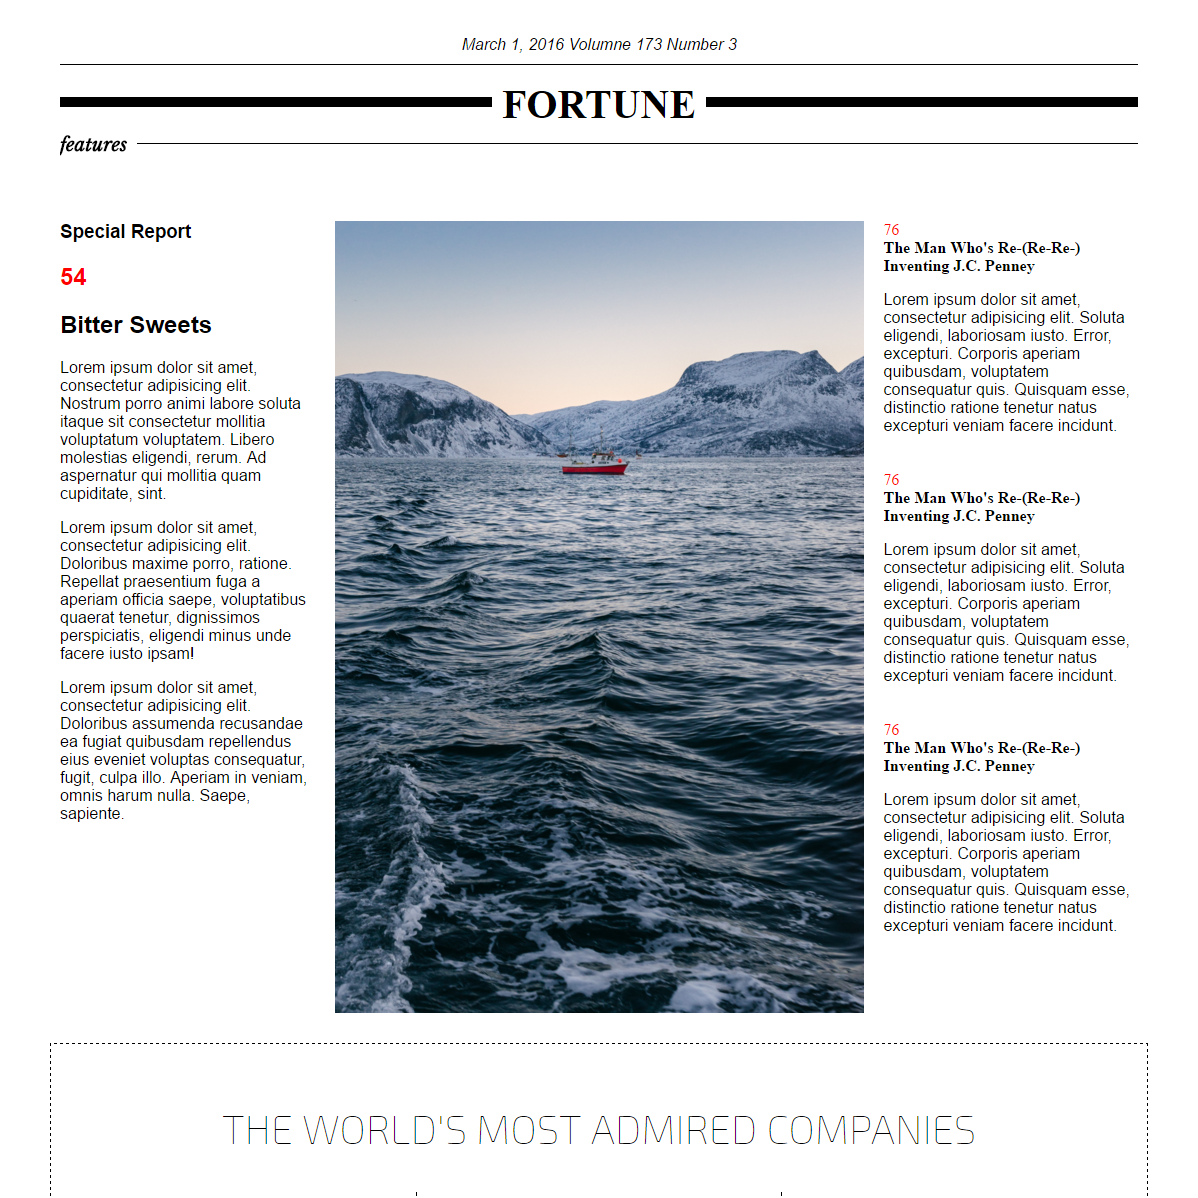 March 1, 2016 Volumne 173 Number 3
FORTUNE
features
Special Report
54
Bitter Sweets
Lorem ipsum dolor sit amet,
consectetur adipisicing elit.
Nostrum porro animi labore soluta
itaque sit consectetur mollitia
voluptatum voluptatem. Libero
molestias eligendi, rerum. Ad
aspernatur qui mollitia quam
cupiditate, sint.
Lorem ipsum dolor sit amet,
consectetur adipisicing elit.
Doloribus maxime porro, ratione.
Repellat praesentium fuga a
aperiam officia saepe, voluptatibus
quaerat tenetur, dignissimos
perspiciatis, eligendi minus unde
facere iusto ipsam!
Lorem ipsum dolor sit amet,
consectetur adipisicing elit.
Doloribus assumenda recusandae
ea fugiat quibusdam repellendus
eius eveniet voluptas consequatur,
fugit, culpa illo. Aperiam in veniam,
omnis harum nulla. Saepe,
sapiente.
76
The Man Who's Re-(Re-Re-)
Inventing J.C. Penney
Lorem ipsum dolor sit amet,
consectetur adipisicing elit. Soluta
eligendi, laboriosam iusto. Error,
excepturi. Corporis aperiam
quibusdam, voluptatem
consequatur quis. Quisquam esse,
distinctio ratione tenetur natus
excepturi veniam facere incidunt.
76
The Man Who's Re-(Re-Re-)
Inventing J.C. Penney
Lorem ipsum dolor sit amet,
consectetur adipisicing elit. Soluta
eligendi, laboriosam iusto. Error,
excepturi. Corporis aperiam
quibusdam, voluptatem
consequatur quis. Quisquam esse,
distinctio ratione tenetur natus
excepturi veniam facere incidunt.
76
The Man Who's Re-(Re-Re-)
Inventing J.C. Penney
Lorem ipsum dolor sit amet,
consectetur adipisicing elit. Soluta
eligendi, laboriosam iusto. Error,
excepturi. Corporis aperiam
quibusdam, voluptatem
consequatur quis. Quisquam esse,
distinctio ratione tenetur natus
excepturi veniam facere incidunt.
THE WORLD'S MOST ADMIRED COMPANIES